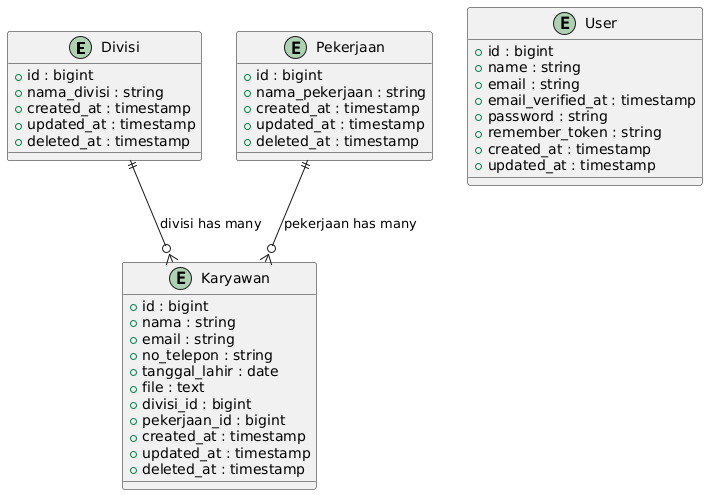 E Divisi
id : bigint
nama_divisi : string
created_at : timestamp
updated_at : timestamp
deleted_at : timestamp
E Pekerjaan
id : bigint
nama_pekerjaan : string
created_at : timestamp
updated_at : timestamp
deleted_at : timestamp
E User
id : bigint
name : string
email : string
email_verified_at : timestamp
password : string
remember_token : string
created_at : timestamp
updated_at : timestamp
divisi has many
pekerjaan has many
E Karyawan
id : bigint
nama : string
email : string
no_telepon : string
tanggal_lahir : date
file : text
divisi_id : bigint
pekerjaan_id : bigint
created_at : timestamp
updated_at : timestamp
deleted_at : timestamp